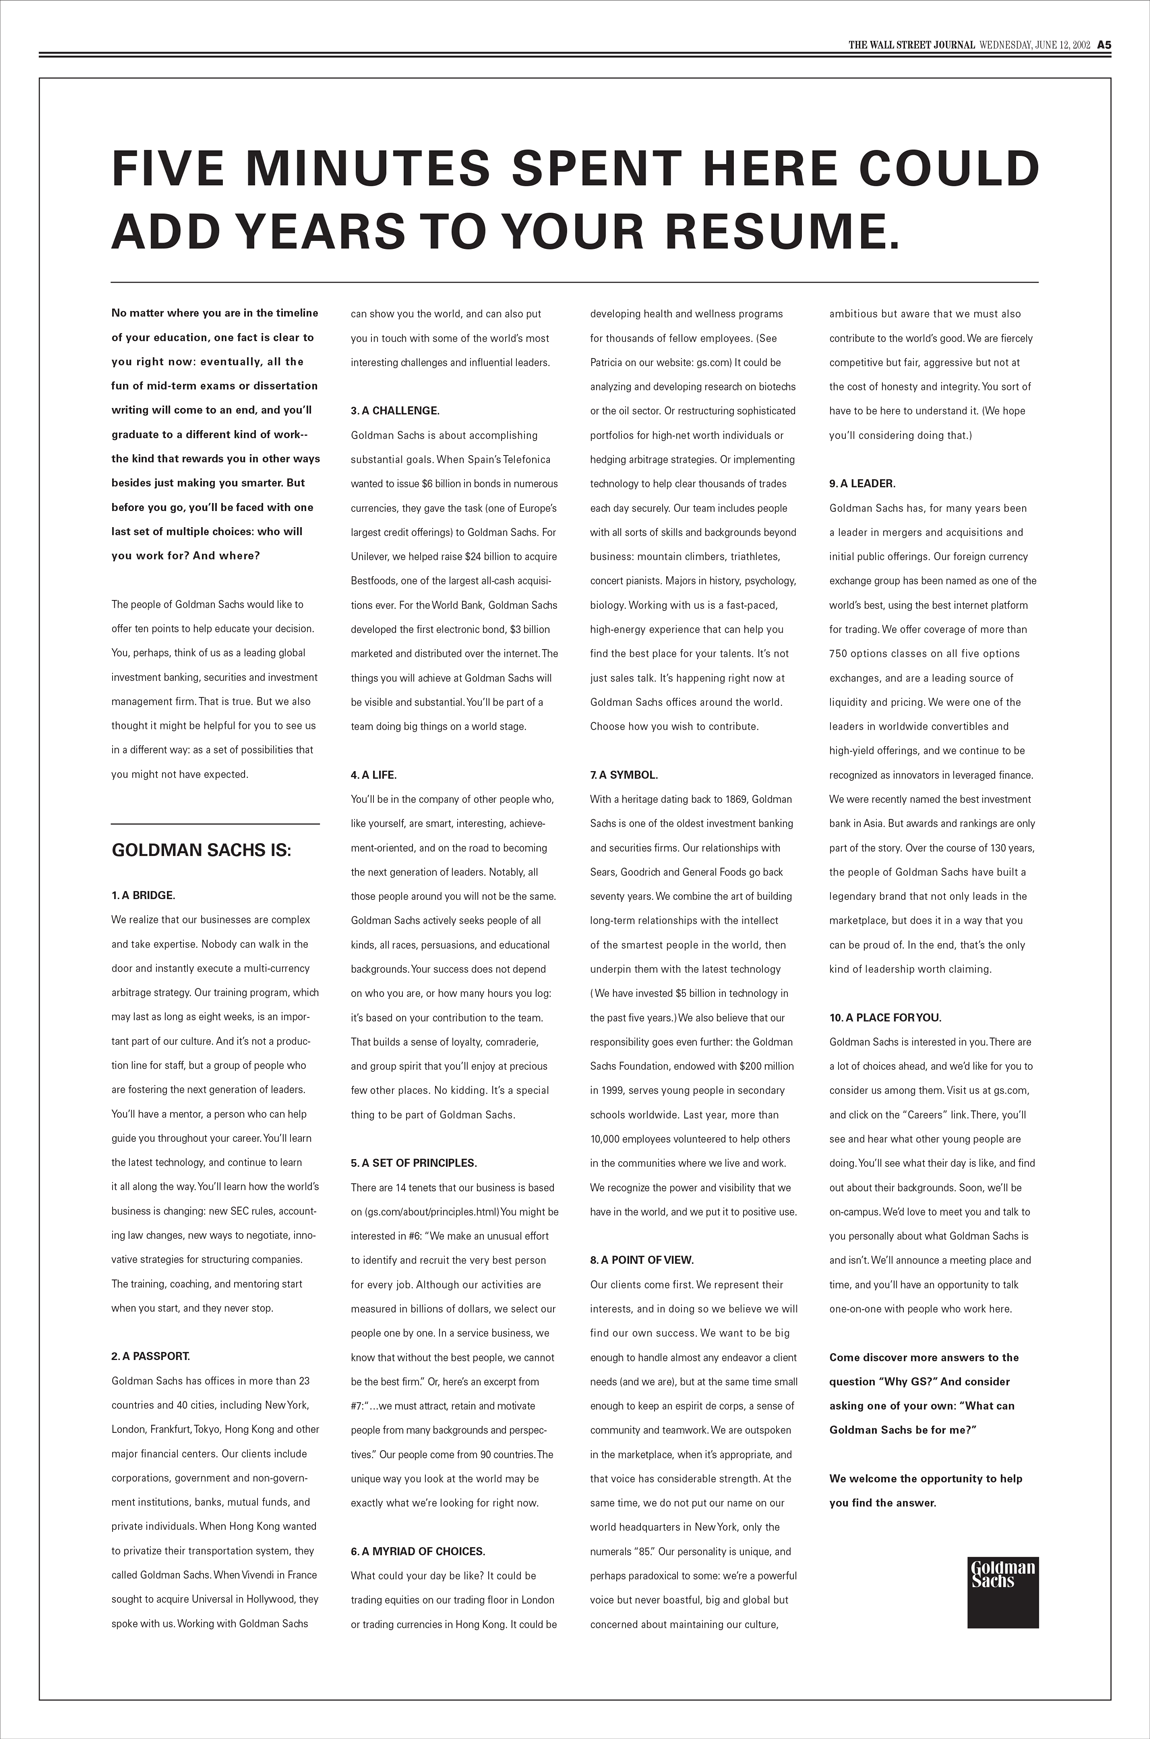 THE WALL STREET JOURNAL WEDNESDAY, JUNE 12, 2002 A5
FIVE MINUTES SPENT HERE COULD
ADD YEARS TO YOUR RESUME.
No matter where you are in the timeline
of your education, one fact is clear to
you right now: eventually, all the
fun of mid-term exams or dissertation
writing will come to an end, and you'll
graduate to a different kind of work--
the kind that rewards you in other ways
besides just making you smarter. But
before you go, you'll be faced with one
last set of multiple choices: who will
you work for? And where?
The people of Goldman Sachs would like to
offer ten points to help educate your decision.
You, perhaps, think of us as a leading global
investment banking, securities and investment
management firm. That is true. But we also
thought it might be helpful for you to see us
in a different way: as a set of possibilities that
you might not have expected.
GOLDMAN SACHS IS:
1. A BRIDGE.
We realize that our businesses are complex
and take expertise. Nobody can walk in the
door and instantly execute a multi-currency
arbitrage strategy. Our training program, which
may last as long as eight weeks, is an impor-
tant part of our culture. And it's not a produc-
tion line for staff, but a group of people who
are fostering the next generation of leaders.
You'll have a mentor, a person who can help
guide you throughout your career. You'll learn
the latest technology, and continue to learn
it all along the way. You'll learn how the world's
business is changing: new SEC rules, account-
ing law changes, new ways to negotiate, inno-
vative strategies for structuring companies.
The training, coaching, and mentoring start
when you start, and they never stop.
2. A PASSPORT.
Goldman Sachs has offices in more than 23
countries and 40 cities, including New York,
London, Frankfurt, Tokyo, Hong Kong and other
major financial centers. Our clients include
corporations, government and non-govern-
ment institutions, banks, mutual funds, and
private individuals. When Hong Kong wanted
to privatize their transportation system, they
called Goldman Sachs. When Vivendi in France
sought to acquire Universal in Hollywood, they
spoke with us. Working with Goldman Sachs
can show you the world, and can also put
you in touch with some of the world's most
interesting challenges and influential leaders.
3. A CHALLENGE.
Goldman Sachs is about accomplishing
substantial goals. When Spain's Telefonica
wanted to issue $6 billion in bonds in numerous
currencies, they gave the task (one of Europe's
largest credit offerings) to Goldman Sachs. For
Unilever, we helped raise $24 billion to acquire
Bestfoods, one of the largest all-cash acquisi-
tions ever. For the World Bank, Goldman Sachs
developed the first electronic bond, $3 billion
marketed and distributed over the internet. The
things you will achieve at Goldman Sachs will
be visible and substantial. You'll be part of a
team doing big things on a world stage.
4. A LIFE.
You'll be in the company of other people who,
like yourself, are smart, interesting, achieve-
ment-oriented, and on the road to becoming
the next generation of leaders. Notably, all
those people around you will not be the same.
Goldman Sachs actively seeks people of all
kinds, all races, persuasions, and educational
backgrounds. Your success does not depend
on who you are, or how many hours you log:
it's based on your contribution to the team.
That builds a sense of loyalty, comraderie,
and group spirit that you'll enjoy at precious
few other places. No kidding. It's a special
thing to be part of Goldman Sachs.
5. A SET OF PRINCIPLES.
There are 14 tenets that our business is based
on (gs.com/about/principles.html) You might be
interested in #6: "We make an unusual effort
to identify and recruit the very best person
for every job. Although our activities are
measured in billions of dollars, we select our
people one by one. In a service business, we
know that without the best people, we cannot
be the best firm." Or, here's an excerpt from
#7: "...we must attract, retain and motivate
people from many backgrounds and perspec-
tives." Our people come from 90 countries. The
unique way you look at the world may be
exactly what we're looking for right now.
6. A MYRIAD OF CHOICES.
What could your day be like? It could be
trading equities on our trading floor in London
or trading currencies in Hong Kong. It could be
developing health and wellness programs
for thousands of fellow employees. (See
Patricia on our website: gs.com) It could be
analyzing and developing research on biotechs
or the oil sector. Or restructuring sophisticated
portfolios for high-net worth individuals or
hedging arbitrage strategies. Or implementing
technology to help clear thousands of trades
each day securely. Our team includes people
with all sorts of skills and backgrounds beyond
business: mountain climbers, triathletes,
concert pianists. Majors in history, psychology,
biology. Working with us is a fast-paced,
high-energy experience that can help you
find the best place for your talents. It's not
just sales talk. It's happening right now at
Goldman Sachs offices around the world.
Choose how you wish to contribute.
7. A SYMBOL.
With a heritage dating back to 1869, Goldman
Sachs is one of the oldest investment banking
and securities firms. Our relationships with
Sears, Goodrich and General Foods go back
seventy years. We combine the art of building
long-term relationships with the intellect
of the smartest people in the world, then
underpin them with the latest technology
(We have invested $5 billion in technology in
the past five years.) We also believe that our
responsibility goes even further: the Goldman
Sachs Foundation, endowed with $200 million
in 1999, serves young people in secondary
schools worldwide. Last year, more than
10,000 employees volunteered to help others
in the communities where we live and work.
We recognize the power and visibility that we
have in the world, and we put it to positive use.
8. A POINT OF VIEW.
Our clients come first. We represent their
interests, and in doing so we believe we will
find our own success. We want to be big
enough to handle almost any endeavor a client
needs (and we are), but at the same time small
enough to keep an espirit de corps, a sense of
community and teamwork. We are outspoken
in the marketplace, when it's appropriate, and
that voice has considerable strength. At the
same time, we do not put our name on our
world headquarters in New York, only the
numerals "85." Our personality is unique, and
perhaps paradoxical to some: we're a powerful
voice but never boastful, big and global but
concerned about maintaining our culture,
ambitious but aware that we must also
contribute to the world's good. We are fiercely
competitive but fair, aggressive but not at
the cost of honesty and integrity. You sort of
have to be here to understand it. (We hope
you'll considering doing that.)
9. A LEADER.
Goldman Sachs has, for many years been
a leader in mergers and acquisitions and
initial public offerings. Our foreign currency
exchange group has been named as one of the
world's best, using the best internet platform
for trading. We offer coverage of more than
750 options classes on all five options
exchanges, and are a leading source of
liquidity and pricing. We were one of the
leaders in worldwide convertibles and
high-yield offerings, and we continue to be
recognized as innovators in leveraged finance.
We were recently named the best investment
bank in Asia. But awards and rankings are only
part of the story. Over the course of 130 years,
the people of Goldman Sachs have built a
legendary brand that not only leads in the
marketplace, but does it in a way that you
can be proud of. In the end, that's the only
kind of leadership worth claiming.
10. A PLACE FOR YOU.
Goldman Sachs is interested in you. There are
a lot of choices ahead, and we'd like for you to
consider us among them. Visit us at gs.com,
and click on the "Careers" link. There, you'll
see and hear what other young people are
doing. You'll see what their day is like, and find
out about their backgrounds. Soon, we'll be
on-campus. We'd love to meet you and talk to
you personally about what Goldman Sachs is
and isn't. We'll announce a meeting place and
time, and you'll have an opportunity to talk
one-on-one with people who work here.
Come discover more answers to the
question "Why GS?" And consider
asking one of your own: "What can
Goldman Sachs be for me?"
We welcome the opportunity to help
you find the answer.
Goldman
Sachs